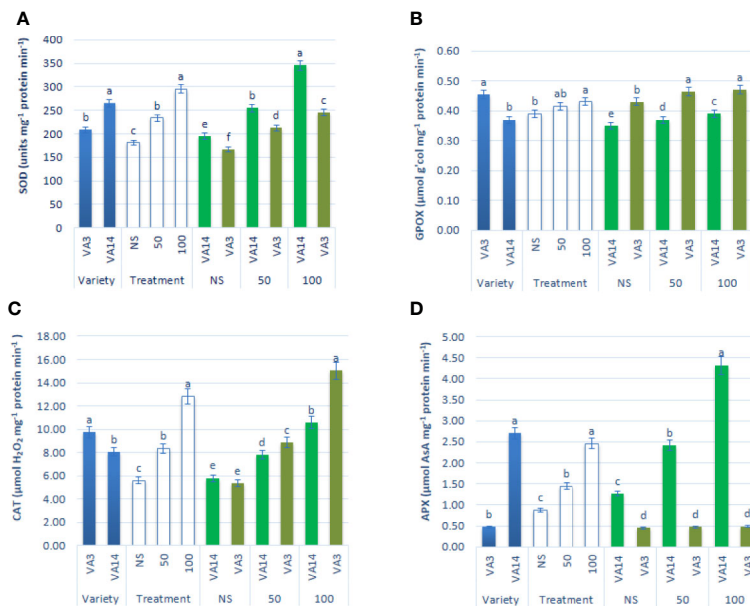 A
SOD (units mg⁻¹ protein min⁻¹)
400
350
300
250
200
150
100
50
0
b
a
c
b
a
e
f
b
d
a
c
VA3
VA14
NS
50
100
VA14
VA3
VA14
VA3
VA14
VA3
Variety
Treatment
NS
50
100
B
GPOX (μmol g'col mg⁻¹ protein min⁻¹)
0.60
0.50
0.40
0.30
0.20
0.10
0.00
a
b
b
ab
a
e
b
d
a
c
a
VA3
VA14
NS
50
100
VA14
VA3
VA14
VA3
VA14
VA3
Variety
Treatment
NS
50
100
C
CAT (μmol H₂O₂ mg⁻¹ protein min⁻¹ )
18.00
16.00
14.00
12.00
10.00
8.00
6.00
4.00
2.00
0.00
a
b
c
b
a
e
e
d
c
b
a
VA3
VA14
NS
50
100
VA14
VA3
VA14
VA3
VA14
VA3
Variety
Treatment
NS
50
100
D
APX (μmol AsA mg⁻¹ protein min⁻¹)
5.00
4.50
4.00
3.50
3.00
2.50
2.00
1.50
1.00
0.50
0.00
b
a
c
b
a
c
d
b
d
a
d
VA3
VA14
NS
50
100
VA14
VA3
VA14
VA3
VA14
VA3
Variety
Treatment
NS
50
100